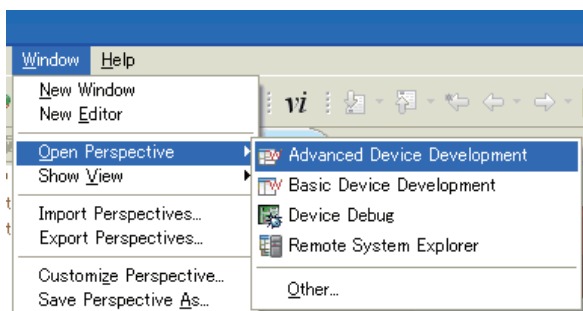 Window Help
New Window
New Editor
vi
Open Perspective
Advanced Device Development
Show View
Basic Device Development
Import Perspectives...
Device Debug
Export Perspectives...
Remote System Explorer
Customize Perspective...
Other...
Save Perspective As...